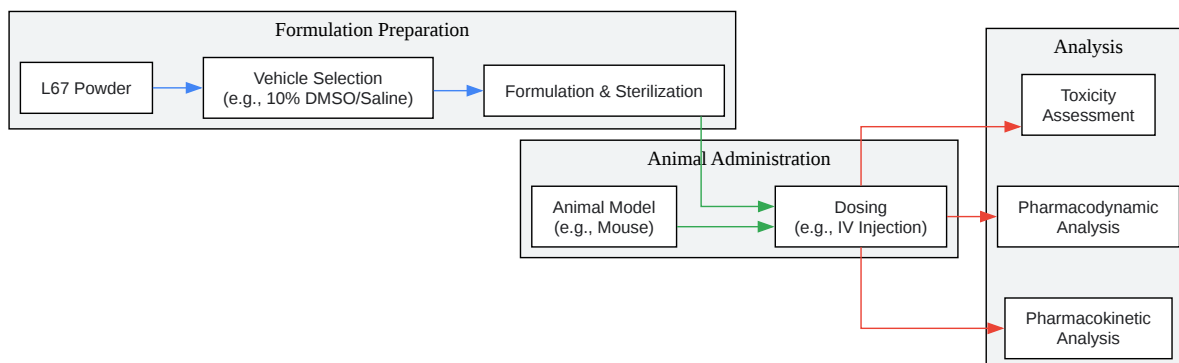 Formulation Preparation
L67 Powder
Vehicle Selection
(e.g., 10% DMSO/Saline)
Formulation & Sterilization
Animal Administration
Animal Model
(e.g., Mouse)
Dosing
(e.g., IV Injection)
Analysis
Toxicity
Assessment
Pharmacodynamic
Analysis
Pharmacokinetic
Analysis